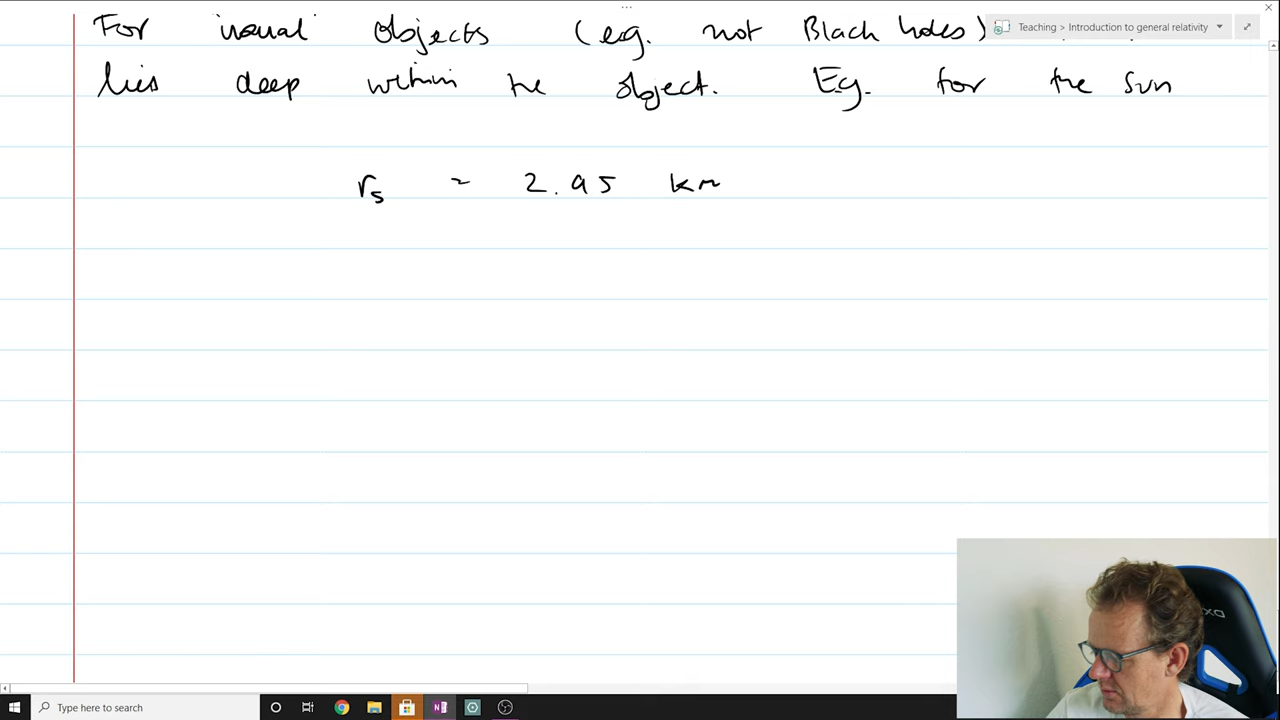 For 'usual' objects (eg. not Black holes)
Teaching > Introduction to general relativity
lies deep within the object. Eg. for the sun
rs = 2.95 km
Type here to search